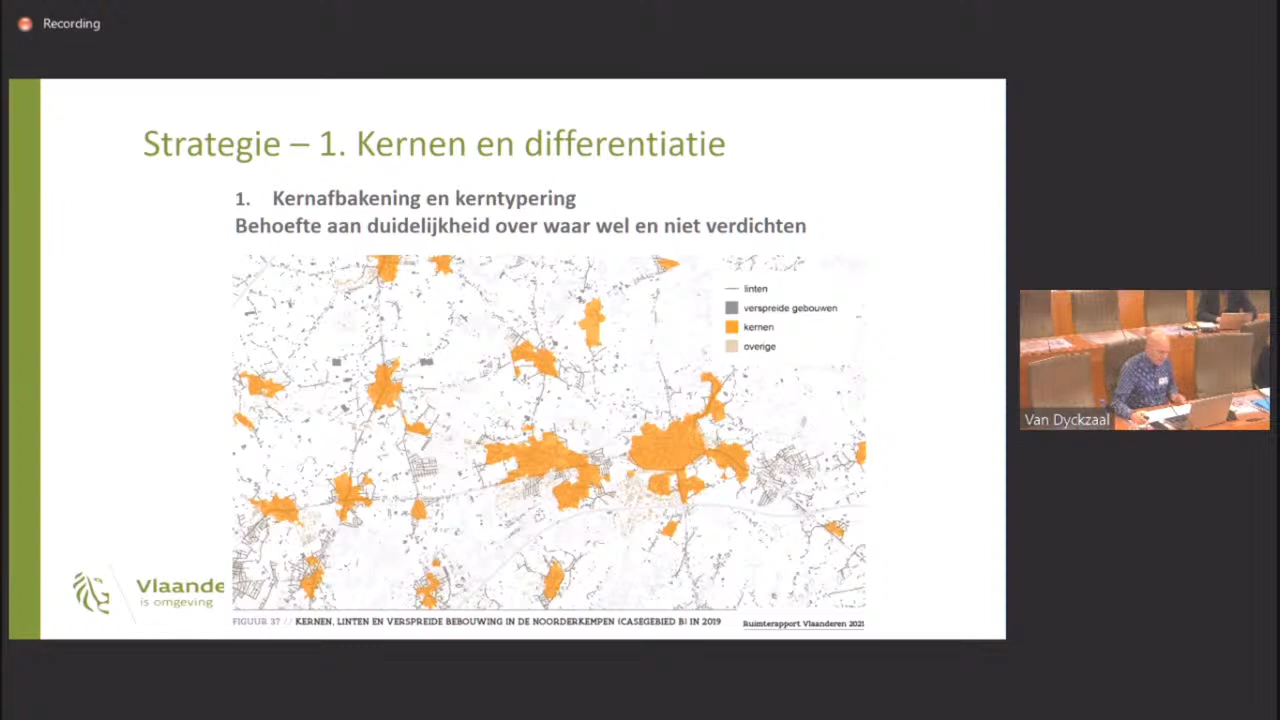 Recording
Strategie – 1. Kernen en differentiatie
1. Kernafbakening en kerntypering
Behoefte aan duidelijkheid over waar wel en niet verdichten
linten
verspreide gebouwen
kernen
overige
Van Dyckzaal
Vlaande
is omgeving
FIGUUR 37 // KERNEN, LINTEN EN VERSPREIDE BEBOUWING IN DE NOORDERKEMPEN (CASEGEBIED B) IN 2019
Ruimterapport Vlaanderen 2021